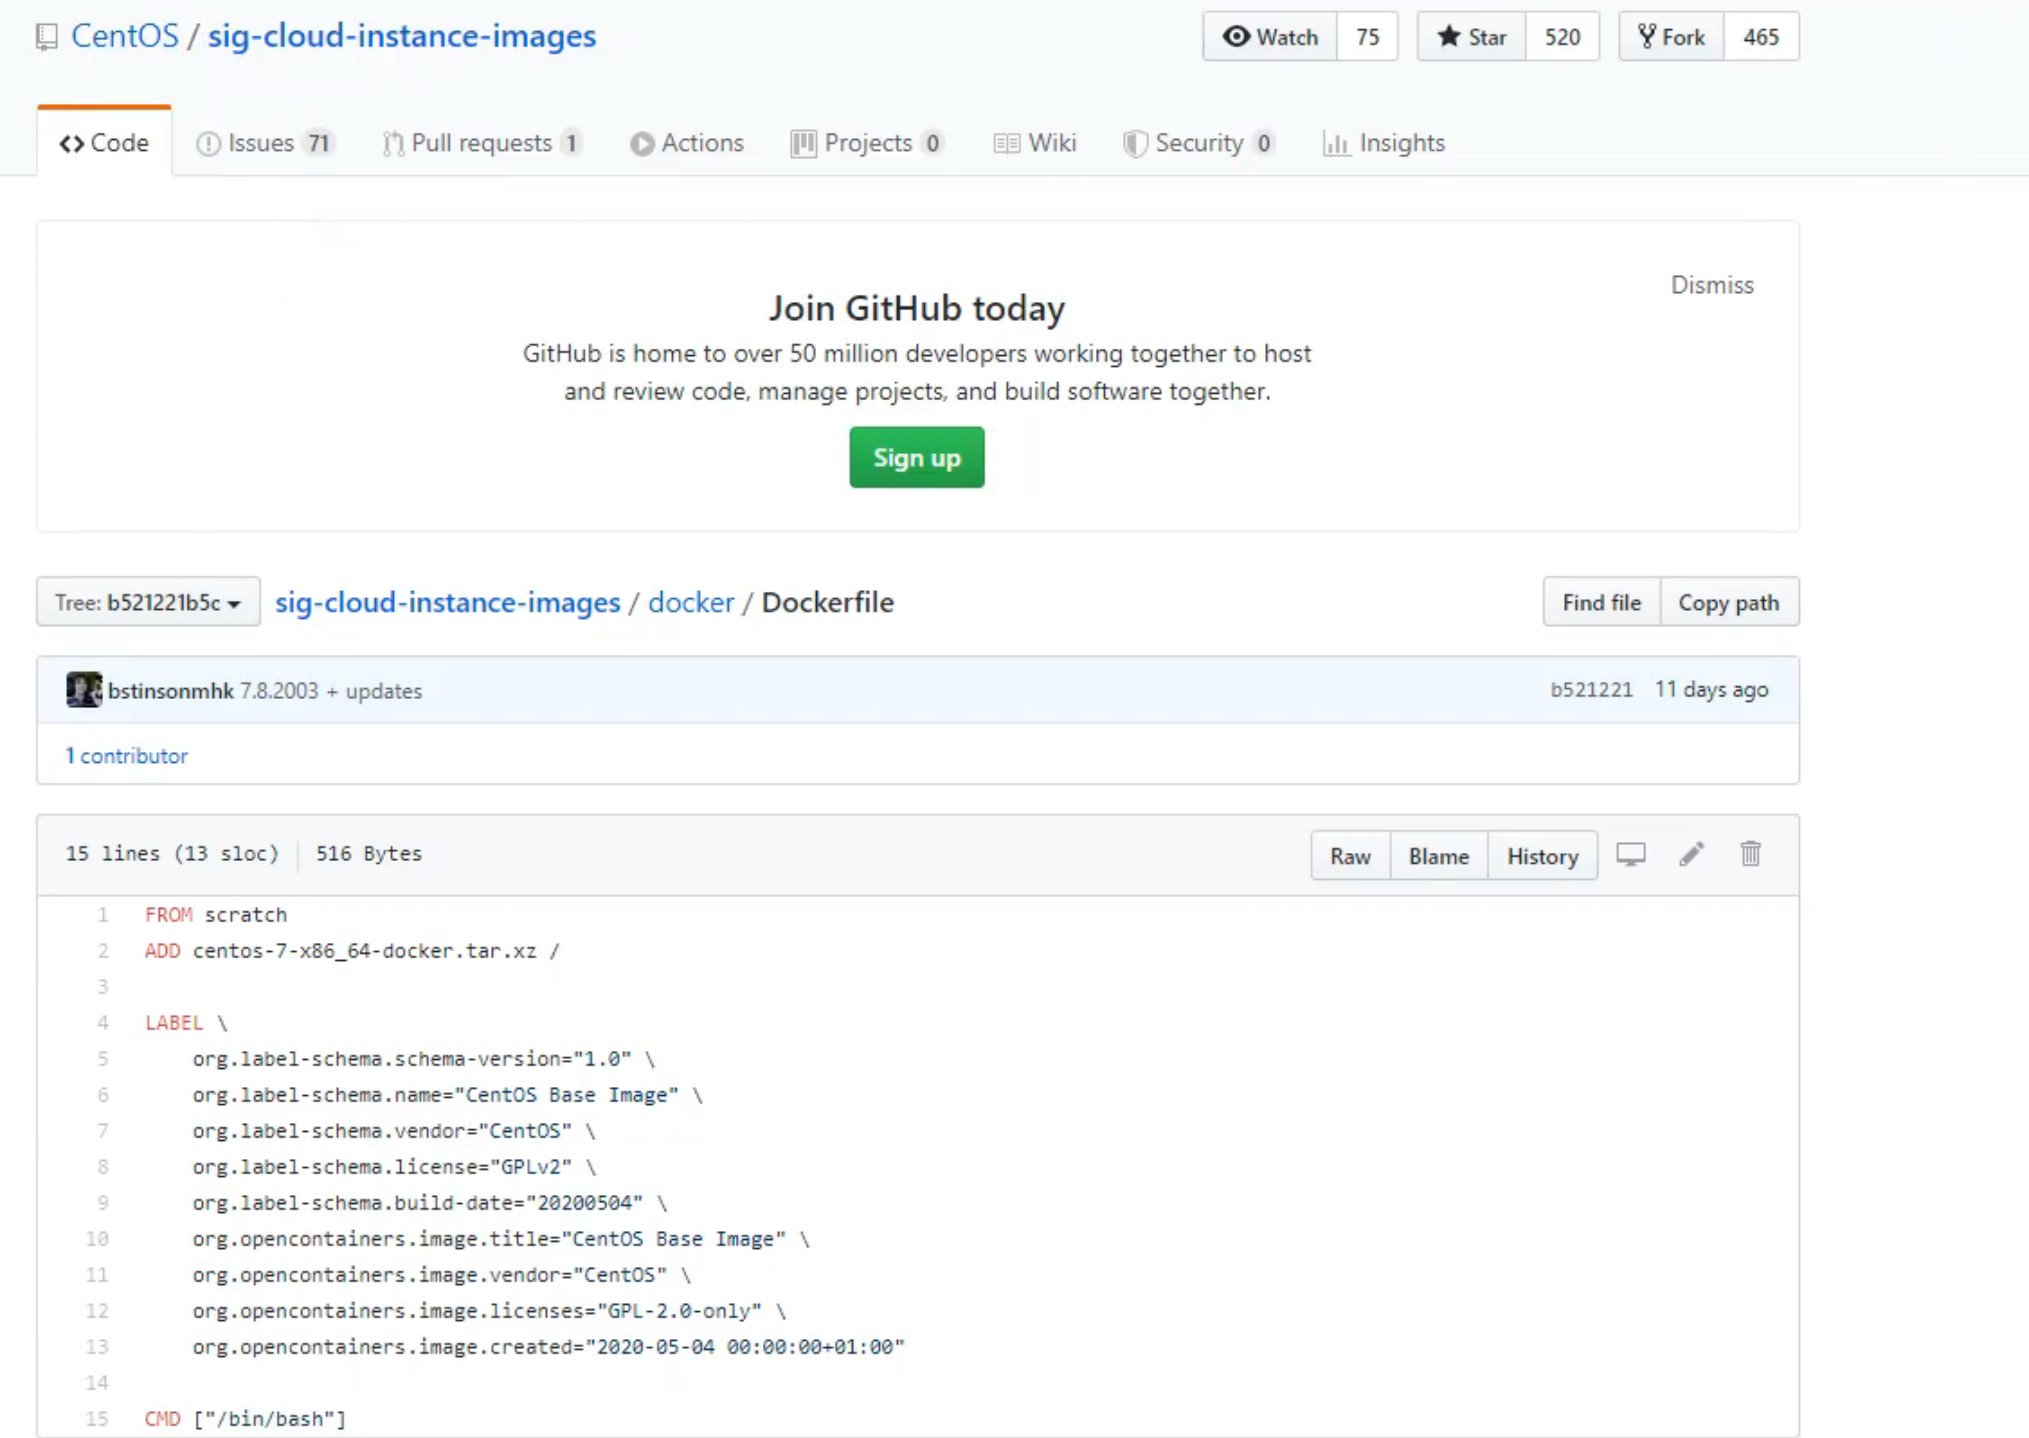 CentOS / sig-cloud-instance-images
Watch 75 Star 520 Fork 465
Code Issues 71 Pull requests 1 Actions Projects 0 Wiki Security 0 Insights
Dismiss
Join GitHub today
GitHub is home to over 50 million developers working together to host
and review code, manage projects, and build software together.
Sign up
Tree: b521221b5c sig-cloud-instance-images / docker / Dockerfile Find file Copy path
bstinsonmhk 7.8.2003 + updates b521221 11 days ago
1 contributor
15 lines (13 sloc) 516 Bytes Raw Blame History
1 FROM scratch
2 ADD centos-7-x86_64-docker.tar.xz /
3
4 LABEL \
5 org.label-schema.schema-version="1.0" \
6 org.label-schema.name="CentOS Base Image" \
7 org.label-schema.vendor="CentOS" \
8 org.label-schema.license="GPLv2" \
9 org.label-schema.build-date="20200504" \
10 org.opencontainers.image.title="CentOS Base Image" \
11 org.opencontainers.image.vendor="CentOS" \
12 org.opencontainers.image.licenses="GPL-2.0-only" \
13 org.opencontainers.image.created="2020-05-04 00:00:00+01:00"
14
15 CMD ["/bin/bash"]